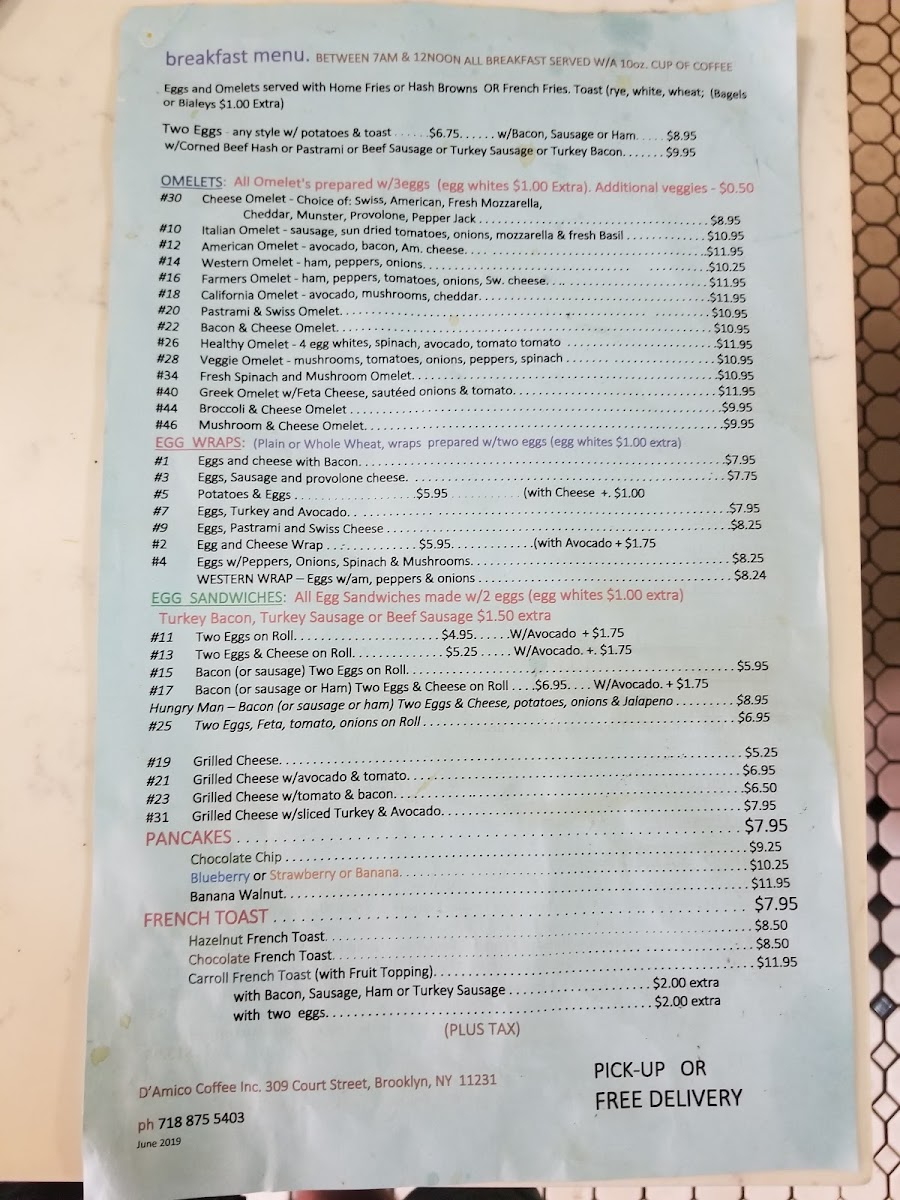 breakfast menu. BETWEEN 7AM & 12NOON ALL BREAKFAST SERVED W/A 10oz. CUP OF COFFEE
Eggs and Omelets served with Home Fries or Hash Browns OR French Fries. Toast (rye, white, wheat; (Bagels
or Bialeys $1.00 Extra)
Two Eggs - any style w/ potatoes & toast ......$6.75......w/Bacon, Sausage or Ham.....$8.95
w/Corned Beef Hash or Pastrami or Beef Sausage or Turkey Sausage or Turkey Bacon.......$9.95
OMELETS: All Omelet's prepared w/3eggs (egg whites $1.00 Extra). Additional veggies - $0.50
#30 Cheese Omelet - Choice of: Swiss, American, Fresh Mozzarella,
Cheddar, Munster, Provolone, Pepper Jack ........ $8.95
#10 Italian Omelet - sausage, sun dried tomatoes, onions, mozzarella & fresh Basil ........ $10.95
#12 American Omelet - avocado, bacon, Am. cheese........ $11.95
#14 Western Omelet - ham, peppers, onions........ $10.25
#16 Farmers Omelet - ham, peppers, tomatoes, onions, Sw. cheese........ $11.95
#18 California Omelet - avocado, mushrooms, cheddar........ $11.95
#20 Pastrami & Swiss Omelet........ $10.95
#22 Bacon & Cheese Omelet........ $10.95
#26 Healthy Omelet - 4 egg whites, spinach, avocado, tomato tomato ........ $11.95
#28 Veggie Omelet - mushrooms, tomatoes, onions, peppers, spinach ........ $10.95
#34 Fresh Spinach and Mushroom Omelet........ $10.95
#40 Greek Omelet w/Feta Cheese, sautéed onions & tomato........ $11.95
#44 Broccoli & Cheese Omelet ........ $9.95
#46 Mushroom & Cheese Omelet........ $9.95
EGG WRAPS: (Plain or Whole Wheat, wraps prepared w/two eggs (egg whites $1.00 extra)
#1 Eggs and cheese with Bacon........ $7.95
#3 Eggs, Sausage and provolone cheese. ........ $7.75
#5 Potatoes & Eggs ........ $5.95 ........ (with Cheese +. $1.00
#7 Eggs, Turkey and Avocado. ........ $7.95
#9 Eggs, Pastrami and Swiss Cheese ........ $8.25
#2 Egg and Cheese Wrap ........ $5.95........(with Avocado + $1.75
#4 Eggs w/Peppers, Onions, Spinach & Mushrooms........ $8.25
WESTERN WRAP – Eggs w/am, peppers & onions ........ $8.24
EGG SANDWICHES: All Egg Sandwiches made w/2 eggs (egg whites $1.00 extra)
Turkey Bacon, Turkey Sausage or Beef Sausage $1.50 extra
#11 Two Eggs on Roll........ $4.95......W/Avocado + $1.75
#13 Two Eggs & Cheese on Roll........ $5.25 ..... W/Avocado. +. $1.75
#15 Bacon (or sausage) Two Eggs on Roll........ $5.95
#17 Bacon (or sausage or Ham) Two Eggs & Cheese on Roll ....$6.95.... W/Avocado. + $1.75
Hungry Man – Bacon (or sausage or ham) Two Eggs & Cheese, potatoes, onions & Jalapeno ......... $8.95
#25 Two Eggs, Feta, tomato, onions on Roll ........ $6.95
#19 Grilled Cheese........ $5.25
#21 Grilled Cheese w/avocado & tomato........ $6.95
#23 Grilled Cheese w/tomato & bacon........ $6.50
#31 Grilled Cheese w/sliced Turkey & Avocado........ $7.95
PANCAKES ........ $7.95
Chocolate Chip ........ $9.25
Blueberry or Strawberry or Banana........ $10.25
Banana Walnut........ $11.95
FRENCH TOAST ........ $7.95
Hazelnut French Toast........ $8.50
Chocolate French Toast........ $8.50
Carroll French Toast (with Fruit Topping)........ $11.95
with Bacon, Sausage, Ham or Turkey Sausage ........ $2.00 extra
with two eggs........ $2.00 extra
(PLUS TAX)
D'Amico Coffee Inc. 309 Court Street, Brooklyn, NY 11231
ph 718 875 5403
June 2019
PICK-UP OR
FREE DELIVERY